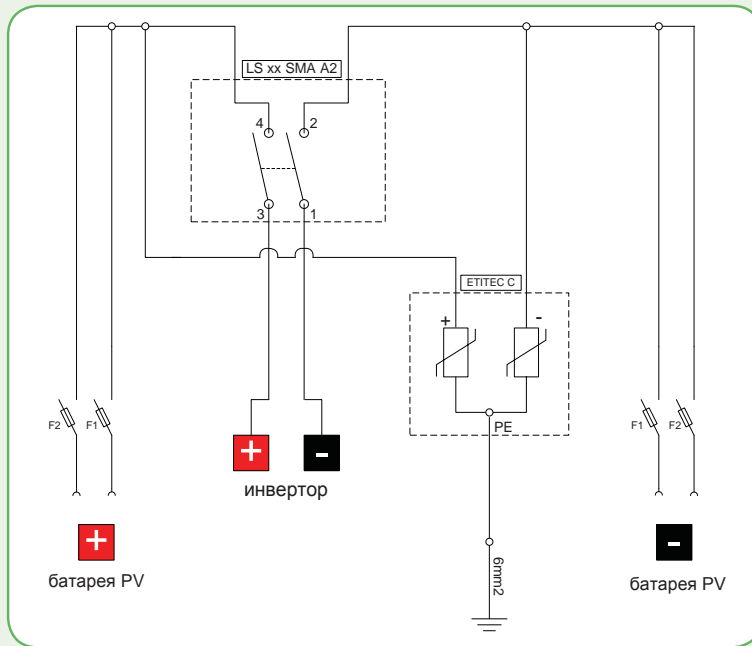 LS xx SMA A2
4 2
3 1
ETITEC C
+ -
F2 F1
F1 F2
PE
+ -
инвертор
6mm2
+ -
батарея PV
батарея PV